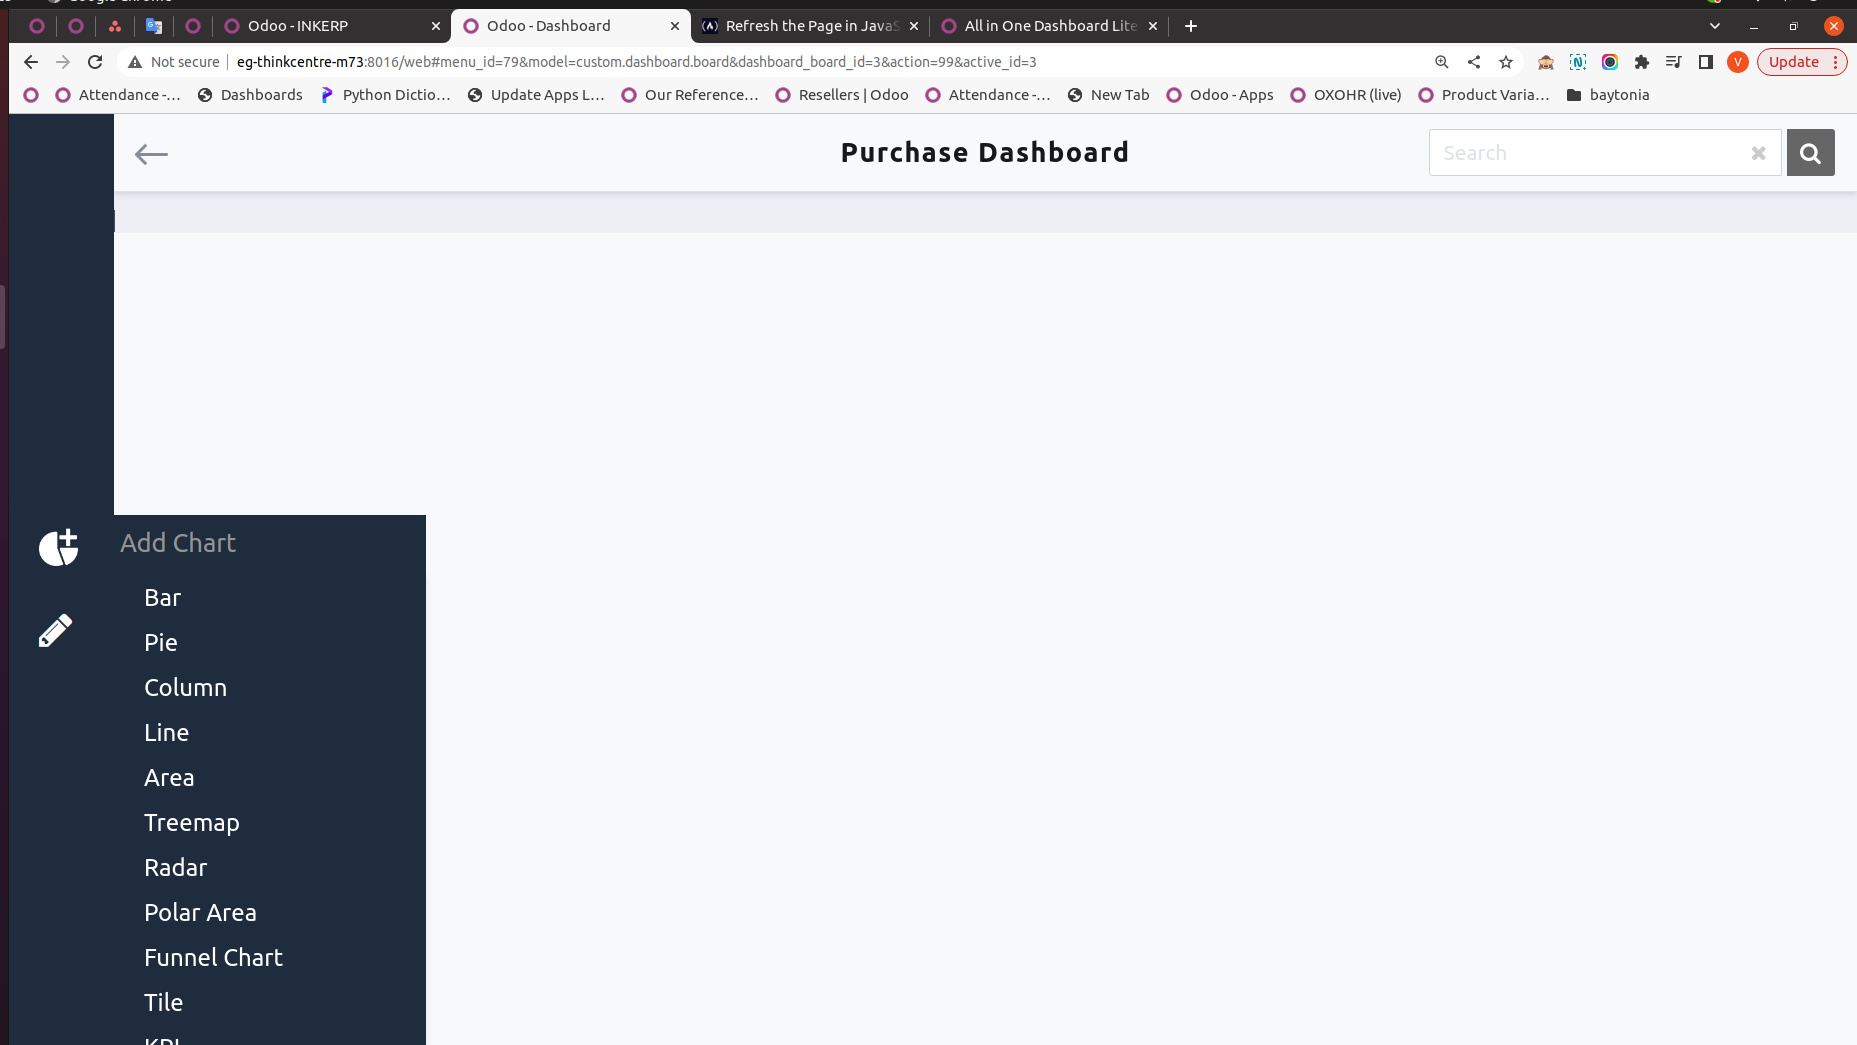 Odoo - INKERP
Odoo - Dashboard
Refresh the Page in JavaS
All in One Dashboard Lite
Not secure
eg-thinkcentre-m73:8016/web#menu_id=79&model=custom.dashboard.board&dashboard_board_id=3&action=99&active_id=3
V
Update
Attendance -...
Dashboards
Python Dictio...
Update Apps L...
Our Reference...
Resellers | Odoo
Attendance -...
New Tab
Odoo - Apps
OXOHR (live)
Product Varia...
baytonia
Purchase Dashboard
Search
Add Chart
Bar
Pie
Column
Line
Area
Treemap
Radar
Polar Area
Funnel Chart
Tile